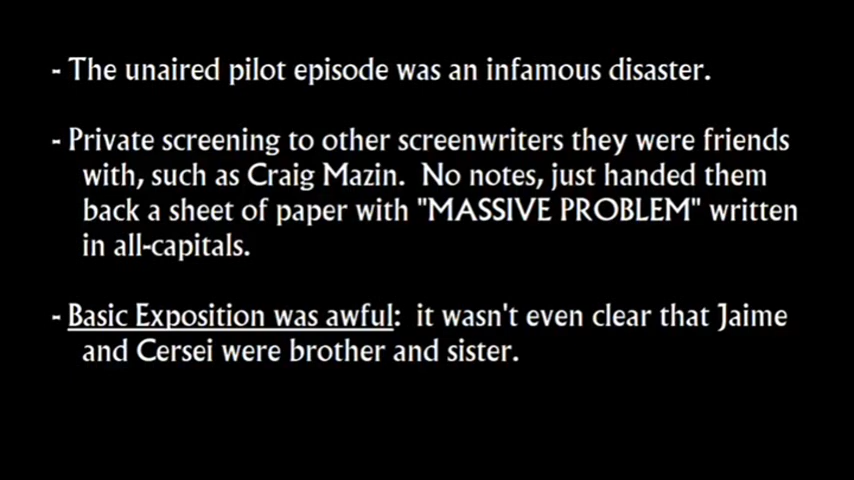 - The unaired pilot episode was an infamous disaster.
- Private screening to other screenwriters they were friends
with, such as Craig Mazin.  No notes, just handed them
back a sheet of paper with "MASSIVE PROBLEM" written
in all-capitals.
- Basic Exposition was awful:  it wasn't even clear that Jaime
and Cersei were brother and sister.